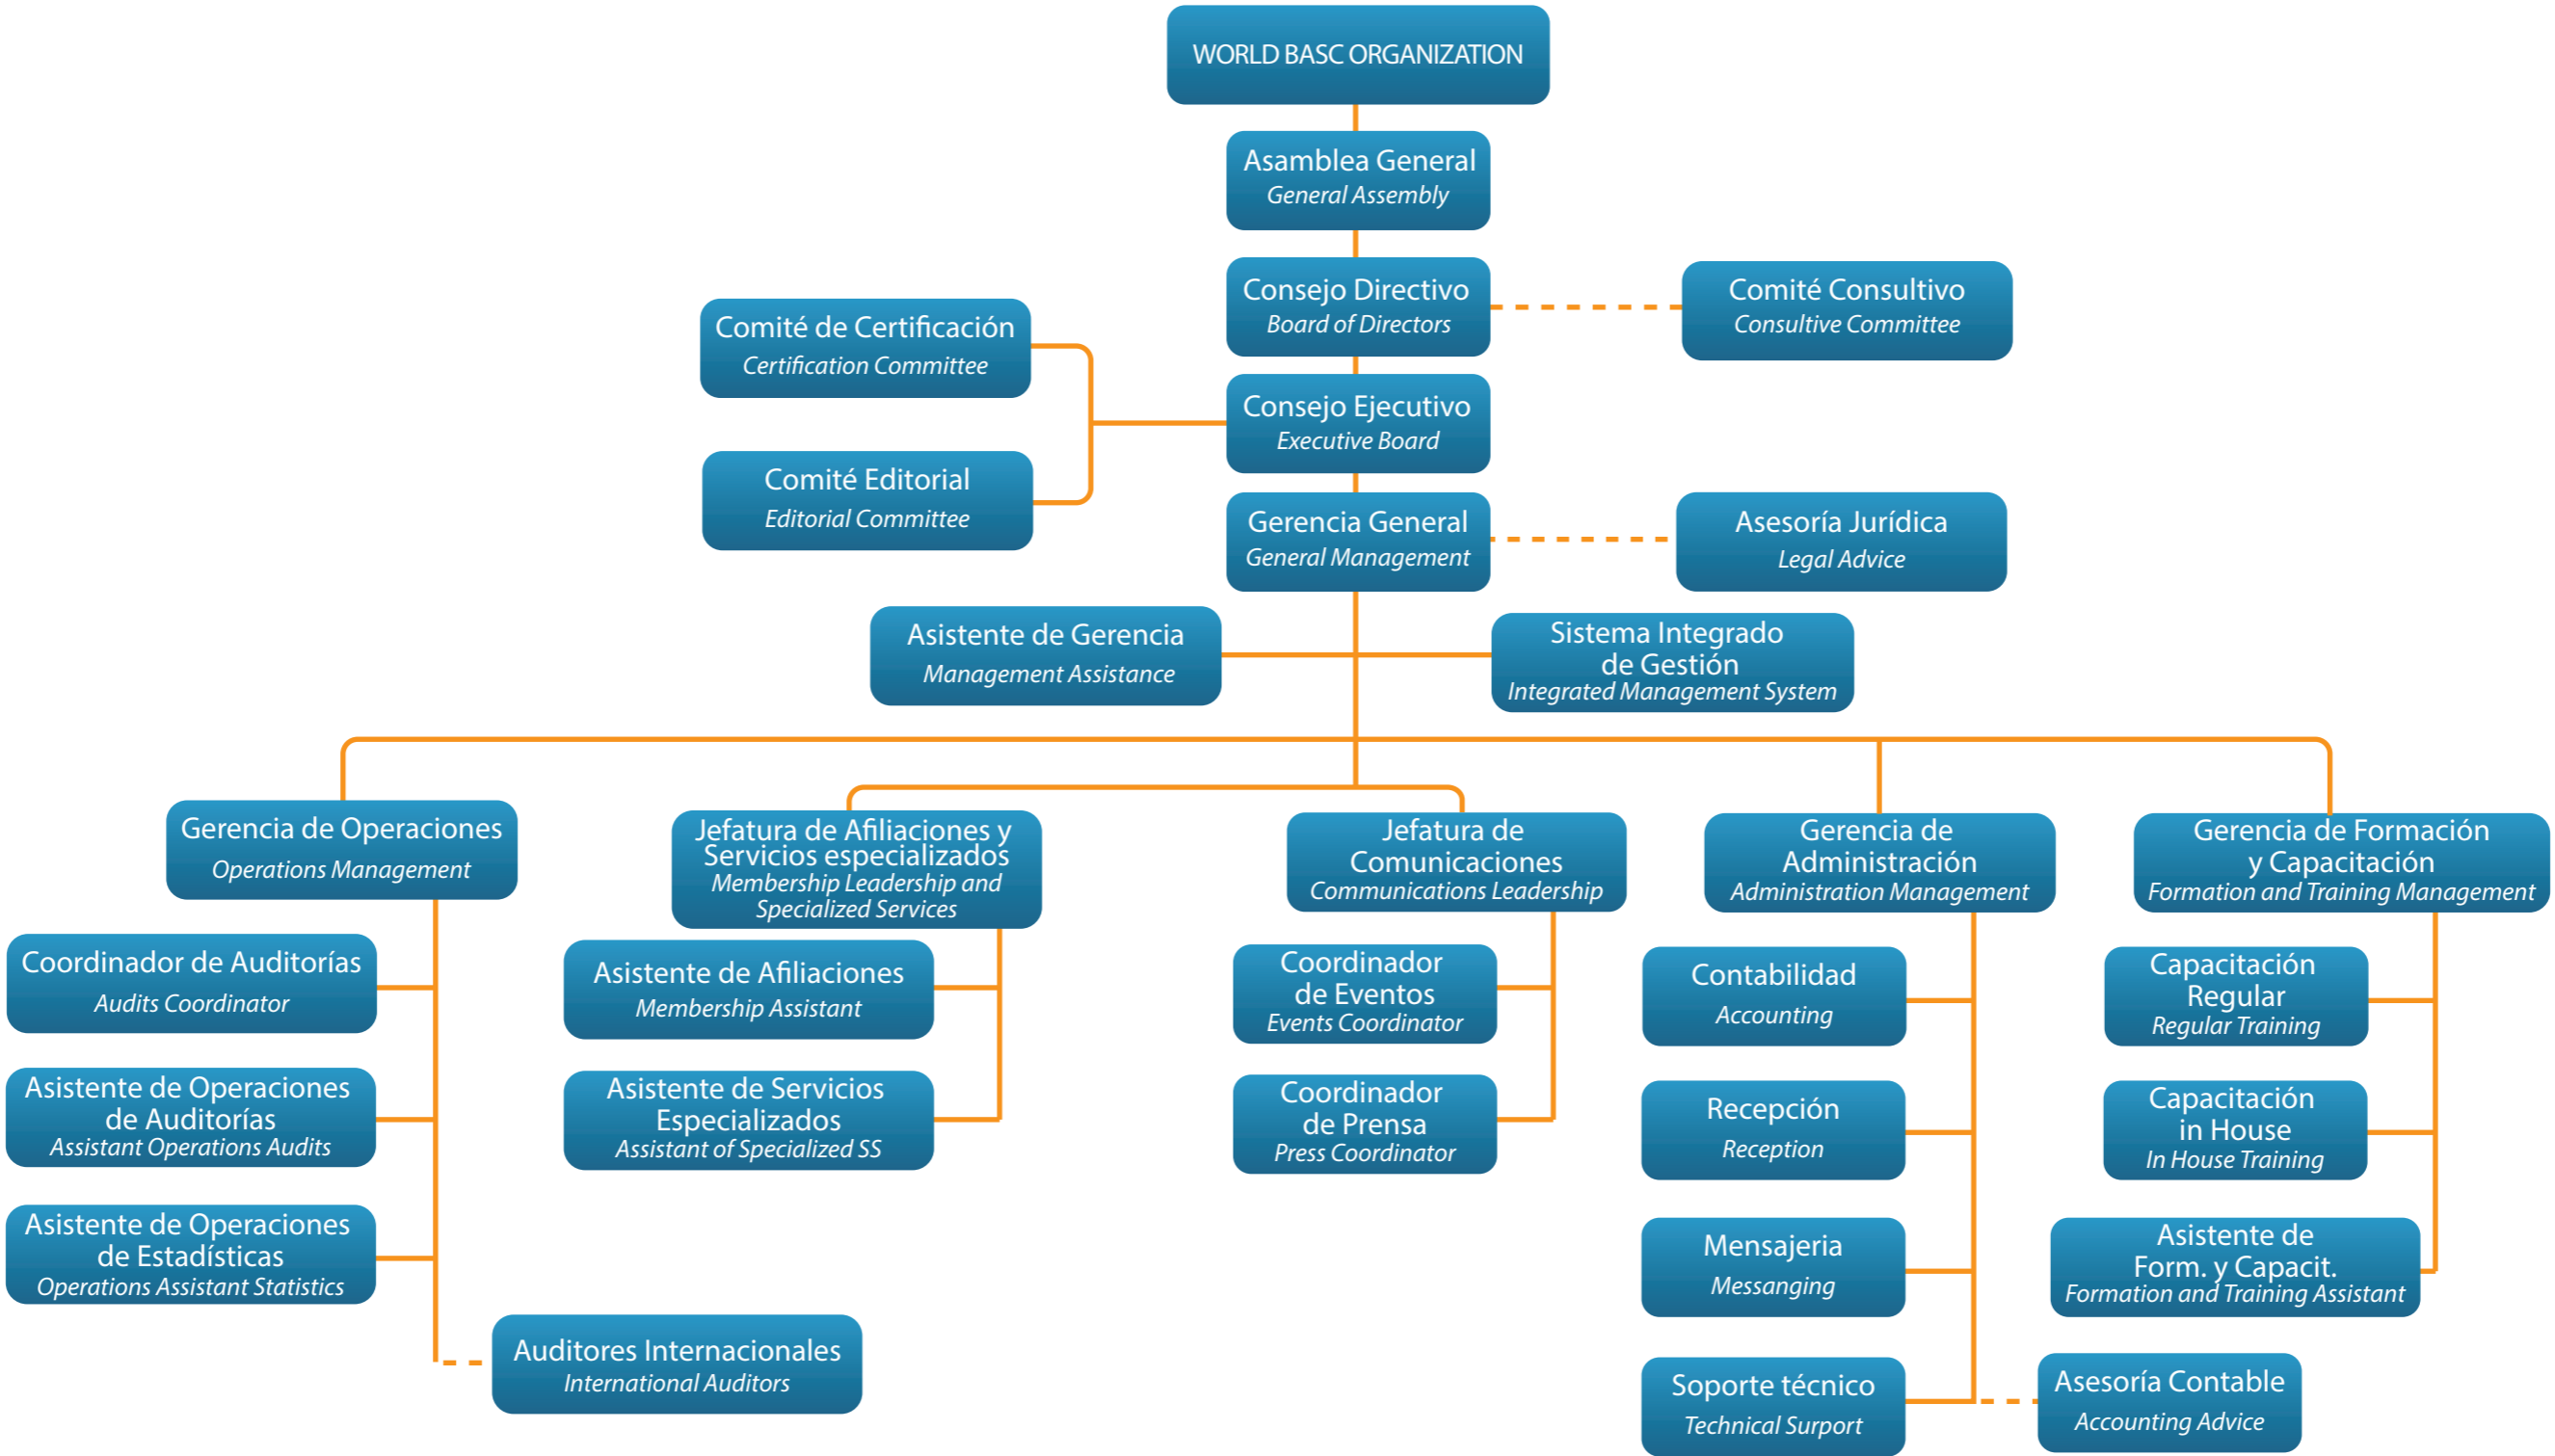 WORLD BASC ORGANIZATION
Asamblea General
General Assembly
Consejo Directivo
Board of Directors
Comité Consultivo
Consultive Committee
Comité de Certificación
Certification Committee
Consejo Ejecutivo
Executive Board
Comité Editorial
Editorial Committee
Gerencia General
General Management
Asesoría Jurídica
Legal Advice
Asistente de Gerencia
Management Assistance
Sistema Integrado
de Gestión
Integrated Management System
Gerencia de Operaciones
Operations Management
Jefatura de Afiliaciones y
Servicios especializados
Membership Leadership and
Specialized Services
Jefatura de
Comunicaciones
Communications Leadership
Gerencia de
Administración
Administration Management
Gerencia de Formación
y Capacitación
Formation and Training Management
Coordinador de Auditorías
Audits Coordinator
Asistente de Operaciones
de Auditorías
Assistant Operations Audits
Asistente de Operaciones
de Estadísticas
Operations Assistant Statistics
Auditores Internacionales
International Auditors
Asistente de Afiliaciones
Membership Assistant
Asistente de Servicios
Especializados
Assistant of Specialized SS
Coordinador
de Eventos
Events Coordinator
Coordinador
de Prensa
Press Coordinator
Contabilidad
Accounting
Recepción
Reception
Mensajeria
Messanging
Soporte técnico
Technical Surport
Asesoría Contable
Accounting Advice
Capacitación
Regular
Regular Training
Capacitación
in House
In House Training
Asistente de
Form. y Capacit.
Formation and Training Assistant